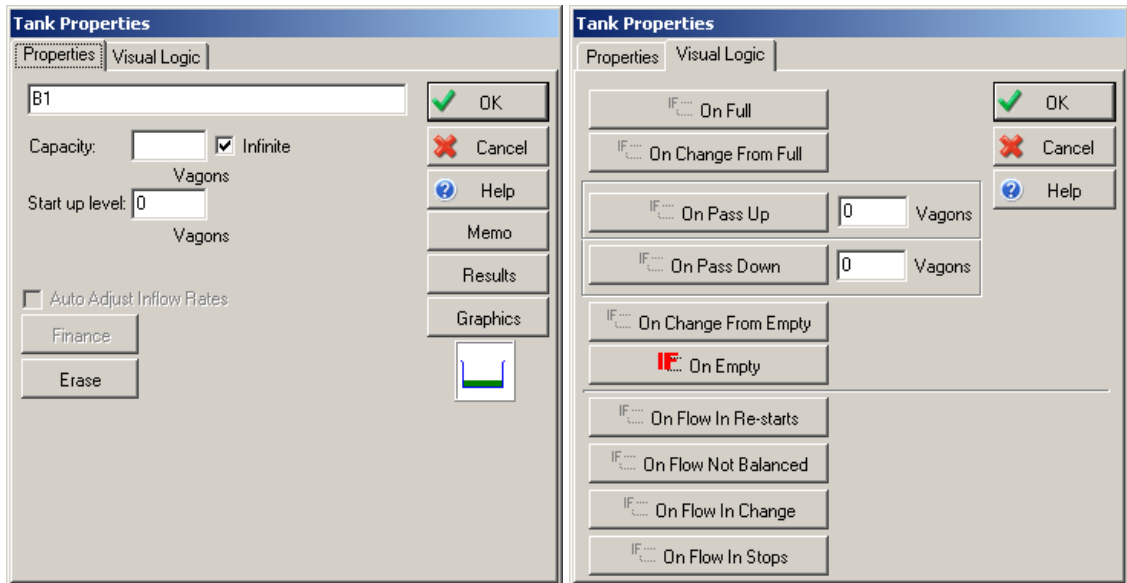 Tank Properties
Properties
Visual Logic
B1
OK
Capacity:
Infinite
Cancel
Vagons
Start up level: 0
Help
Vagons
Memo
Results
Auto Adjust Inflow Rates
Finance
Graphics
Erase
Tank Properties
Properties
Visual Logic
IF On Full
OK
IF On Change From Full
Cancel
Help
IF On Pass Up 0 Vagons
IF On Pass Down 0 Vagons
IF On Change From Empty
IF On Empty
IF On Flow In Re-starts
IF On Flow Not Balanced
IF On Flow In Change
IF On Flow In Stops